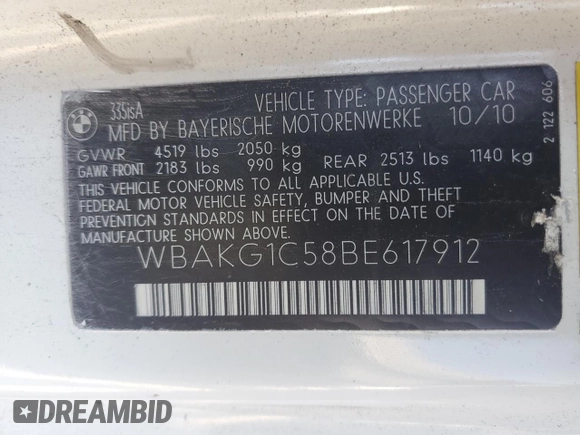 BMW
335isA
VEHICLE TYPE: PASSENGER CAR
MFD BY BAYERISCHE MOTORENWERKE 10/10
GVWR 4519 lbs 2050 kg
GAWR FRONT 2183 lbs 990 kg REAR 2513 lbs 1140 kg
THIS VEHICLE CONFORMS TO ALL APPLICABLE U.S.
FEDERAL MOTOR VEHICLE SAFETY, BUMPER AND THEFT
PREVENTION STANDARDS IN EFFECT ON THE DATE OF
MANUFACTURE SHOWN ABOVE.
WBAKG1C58BE617912
2 122 606
DREAMBID